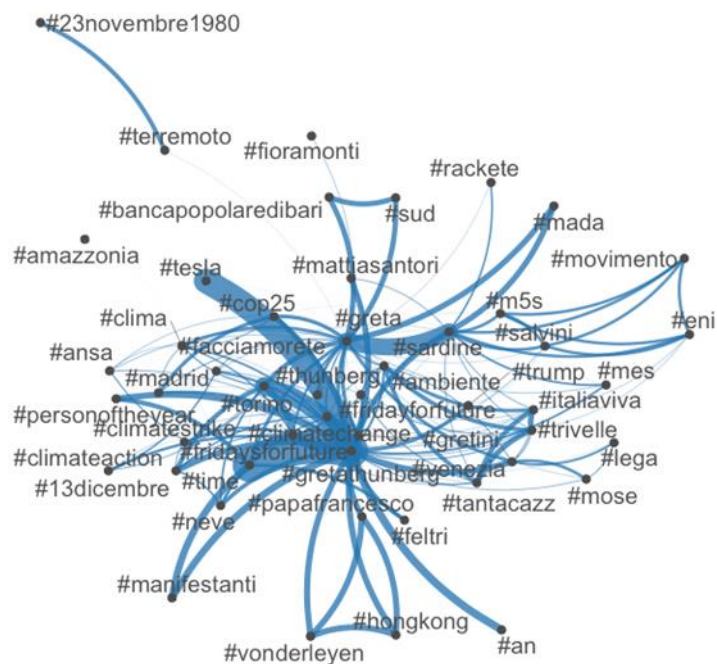 #23novembre1980
#terremoto
#fioramonti
#rackete
#bancapopolaredibari
#sud
#mada
#amazzonia
#mattiasantori
#movimento
#tesla
#cop25
#m5s
#clima
#greta
#salvini
#eni
#ansa
#facciamorete
#sardine
#madrid
#thunberg
#ambiente
#trump
#mes
#personoftheyear
#torino
#fridayforfuture
#italiaviva
#climatestrike
#climatechange
#gretini
#trivelle
#climateaction
#fridaysforfuture
#venezia
#lega
#13dicembre
#time
#gretathunberg
#tantacazz
#mose
#neve
#papafrancesco
#feltri
#manifestanti
#hongkong
#vonderleyen
#an